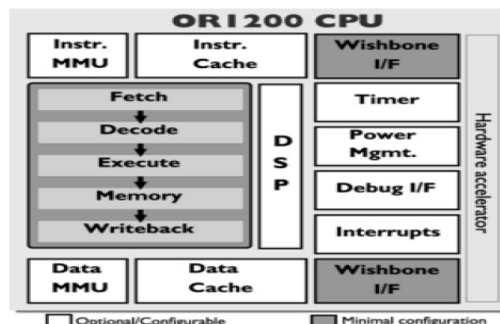 OR1200 CPU
Instr.
MMU
Instr.
Cache
Wishbone
I/F
Fetch
Decode
Execute
Memory
Writeback
D
S
P
Timer
Power
Mgmt.
Debug I/F
Interrupts
Hardware accelerator
Data
MMU
Data
Cache
Wishbone
I/F
Optional/Configurable
Minimal configuration